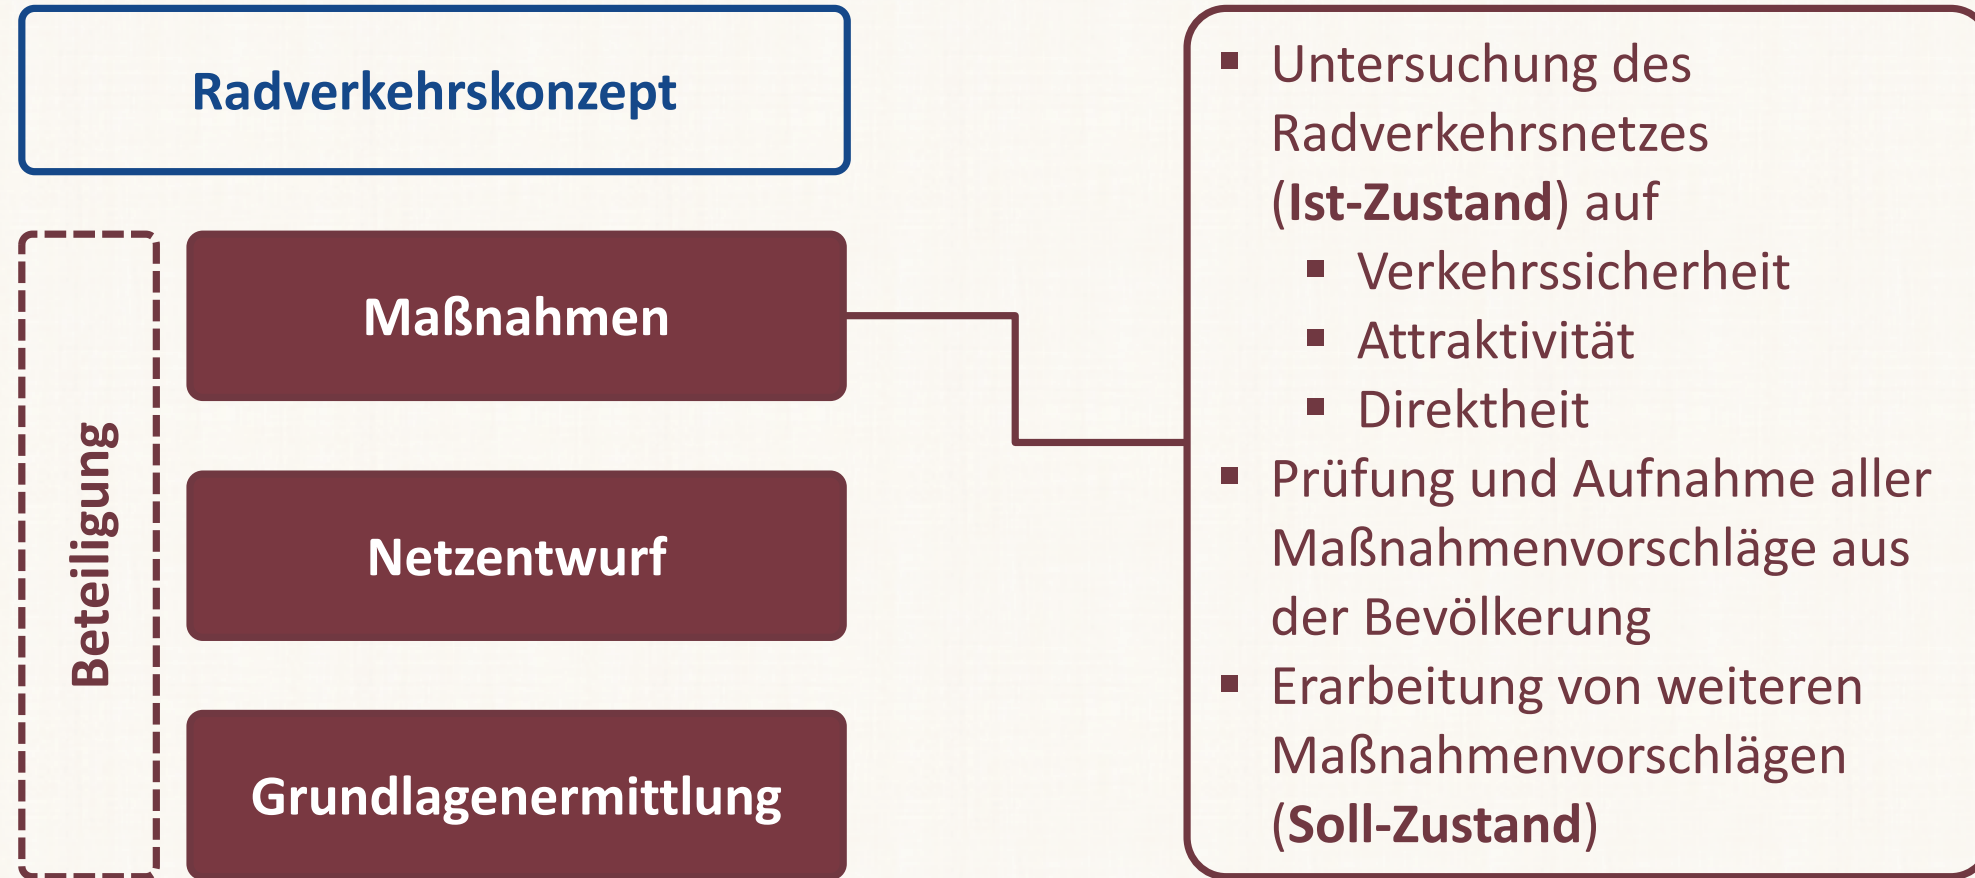 Radverkehrskonzept
Beteiligung
Maßnahmen
Netzentwurf
Grundlagenermittlung
▪ Untersuchung des
Radverkehrsnetzes
(Ist-Zustand) auf
▪ Verkehrssicherheit
▪ Attraktivität
▪ Direktheit
▪ Prüfung und Aufnahme aller
Maßnahmenvorschläge aus
der Bevölkerung
▪ Erarbeitung von weiteren
Maßnahmenvorschlägen
(Soll-Zustand)